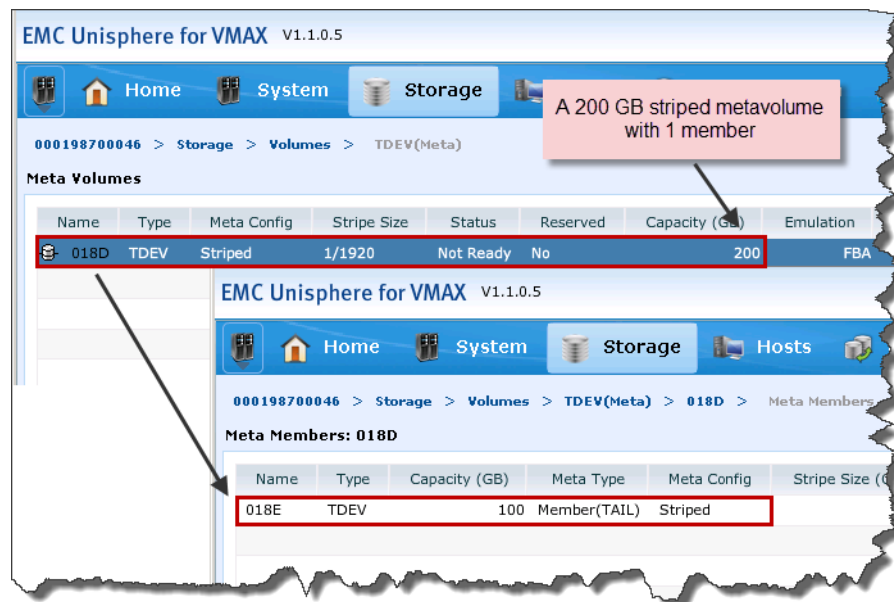 EMC Unisphere for VMAX V1.1.0.5
Home System Storage
A 200 GB striped metavolume
with 1 member
000198700046 > Storage > Volumes > TDEV(Meta)
Meta Volumes
Name Type Meta Config Stripe Size Status Reserved Capacity (GB) Emulation
018D TDEV Striped 1/1920 Not Ready No 200 FBA
EMC Unisphere for VMAX V1.1.0.5
Home System Storage Hosts
000198700046 > Storage > Volumes > TDEV(Meta) > 018D > Meta Members
Meta Members: 018D
Name Type Capacity (GB) Meta Type Meta Config Stripe Size
018E TDEV 100 Member(TAIL) Striped